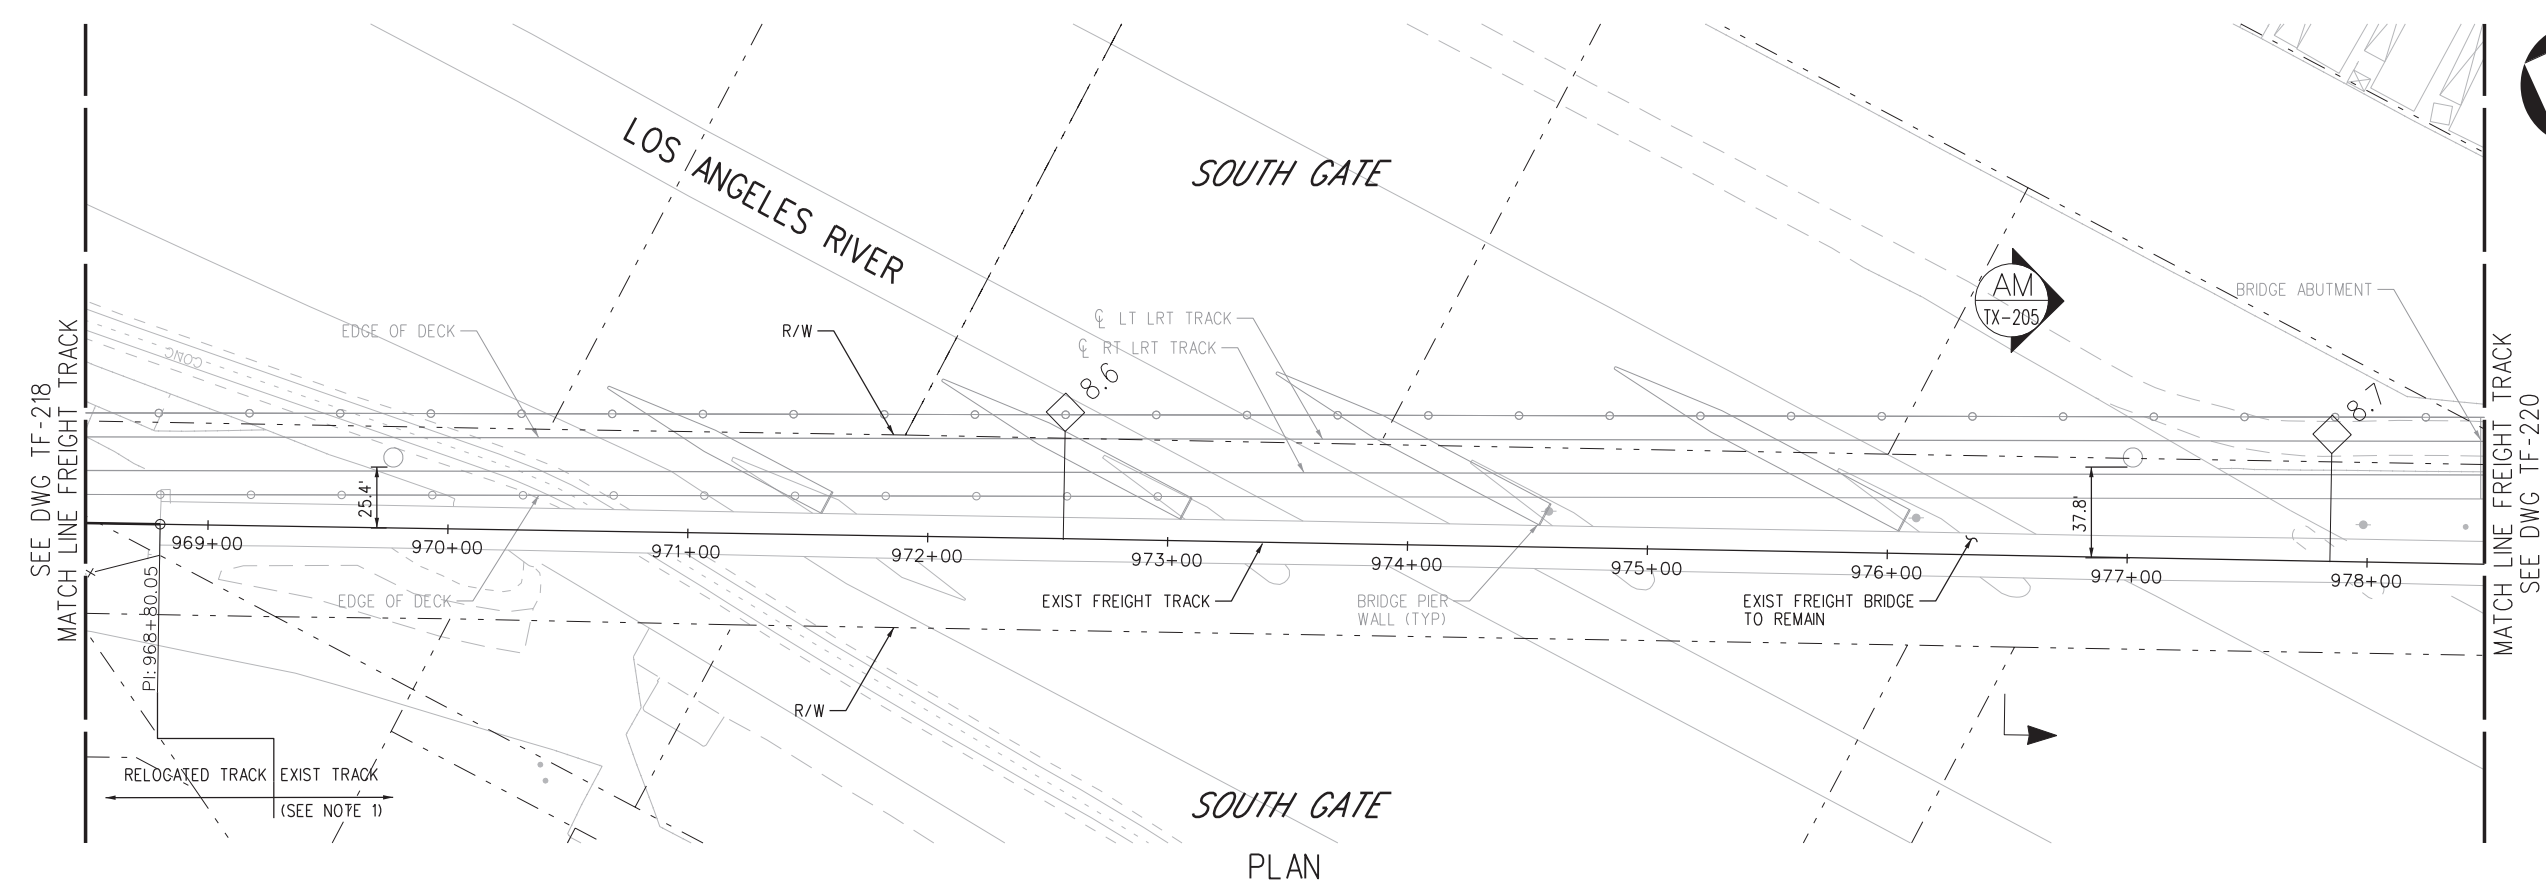 LOS ANGELES RIVER
SOUTH GATE
AM
TX-205
BRIDGE ABUTMENT
EDGE OF DECK
R/W
℄ LT LRT TRACK
℄ RT LRT TRACK
8.6
8.7
CONC
SEE DWG TF-218
MATCH LINE FREIGHT TRACK
MATCH LINE FREIGHT TRACK
SEE DWG TF-220
25.4'
37.8'
969+00
970+00
971+00
972+00
973+00
974+00
975+00
976+00
977+00
978+00
PI: 968+80.05
EDGE OF DECK
EXIST FREIGHT TRACK
BRIDGE PIER
WALL (TYP)
EXIST FREIGHT BRIDGE
TO REMAIN
R/W
RELOCATED TRACK
EXIST TRACK
(SEE NOTE 1)
SOUTH GATE
PLAN